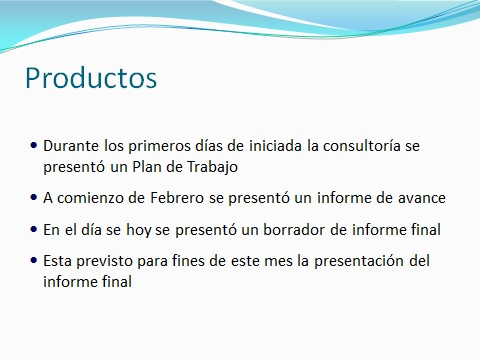 Productos
• Durante los primeros días de iniciada la consultoría se
presentó un Plan de Trabajo
• A comienzo de Febrero se presentó un informe de avance
• En el día se hoy se presentó un borrador de informe final
• Esta previsto para fines de este mes la presentación del
informe final